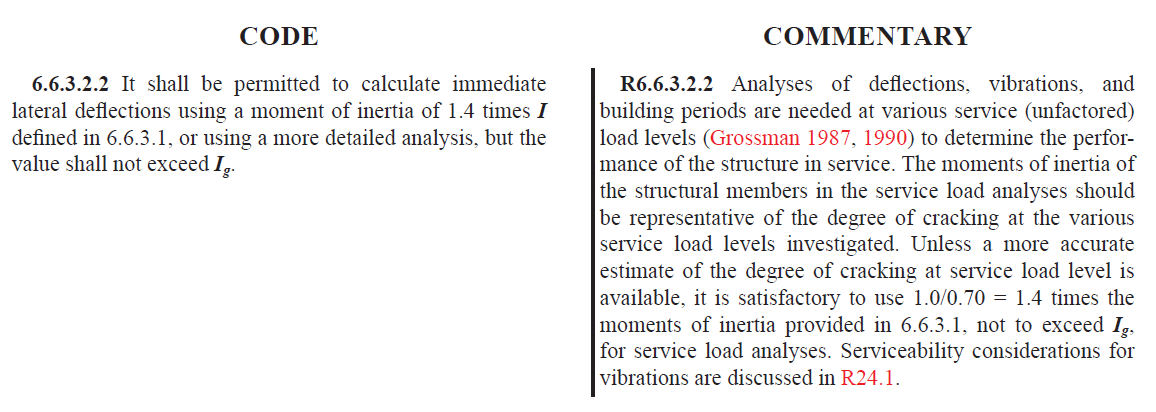 CODE
6.6.3.2.2 It shall be permitted to calculate immediate
lateral deflections using a moment of inertia of 1.4 times I
defined in 6.6.3.1, or using a more detailed analysis, but the
value shall not exceed Ig.
COMMENTARY
R6.6.3.2.2 Analyses of deflections, vibrations, and
building periods are needed at various service (unfactored)
load levels (Grossman 1987, 1990) to determine the perfor-
mance of the structure in service. The moments of inertia of
the structural members in the service load analyses should
be representative of the degree of cracking at the various
service load levels investigated. Unless a more accurate
estimate of the degree of cracking at service load level is
available, it is satisfactory to use 1.0/0.70 = 1.4 times the
moments of inertia provided in 6.6.3.1, not to exceed Ig,
for service load analyses. Serviceability considerations for
vibrations are discussed in R24.1.